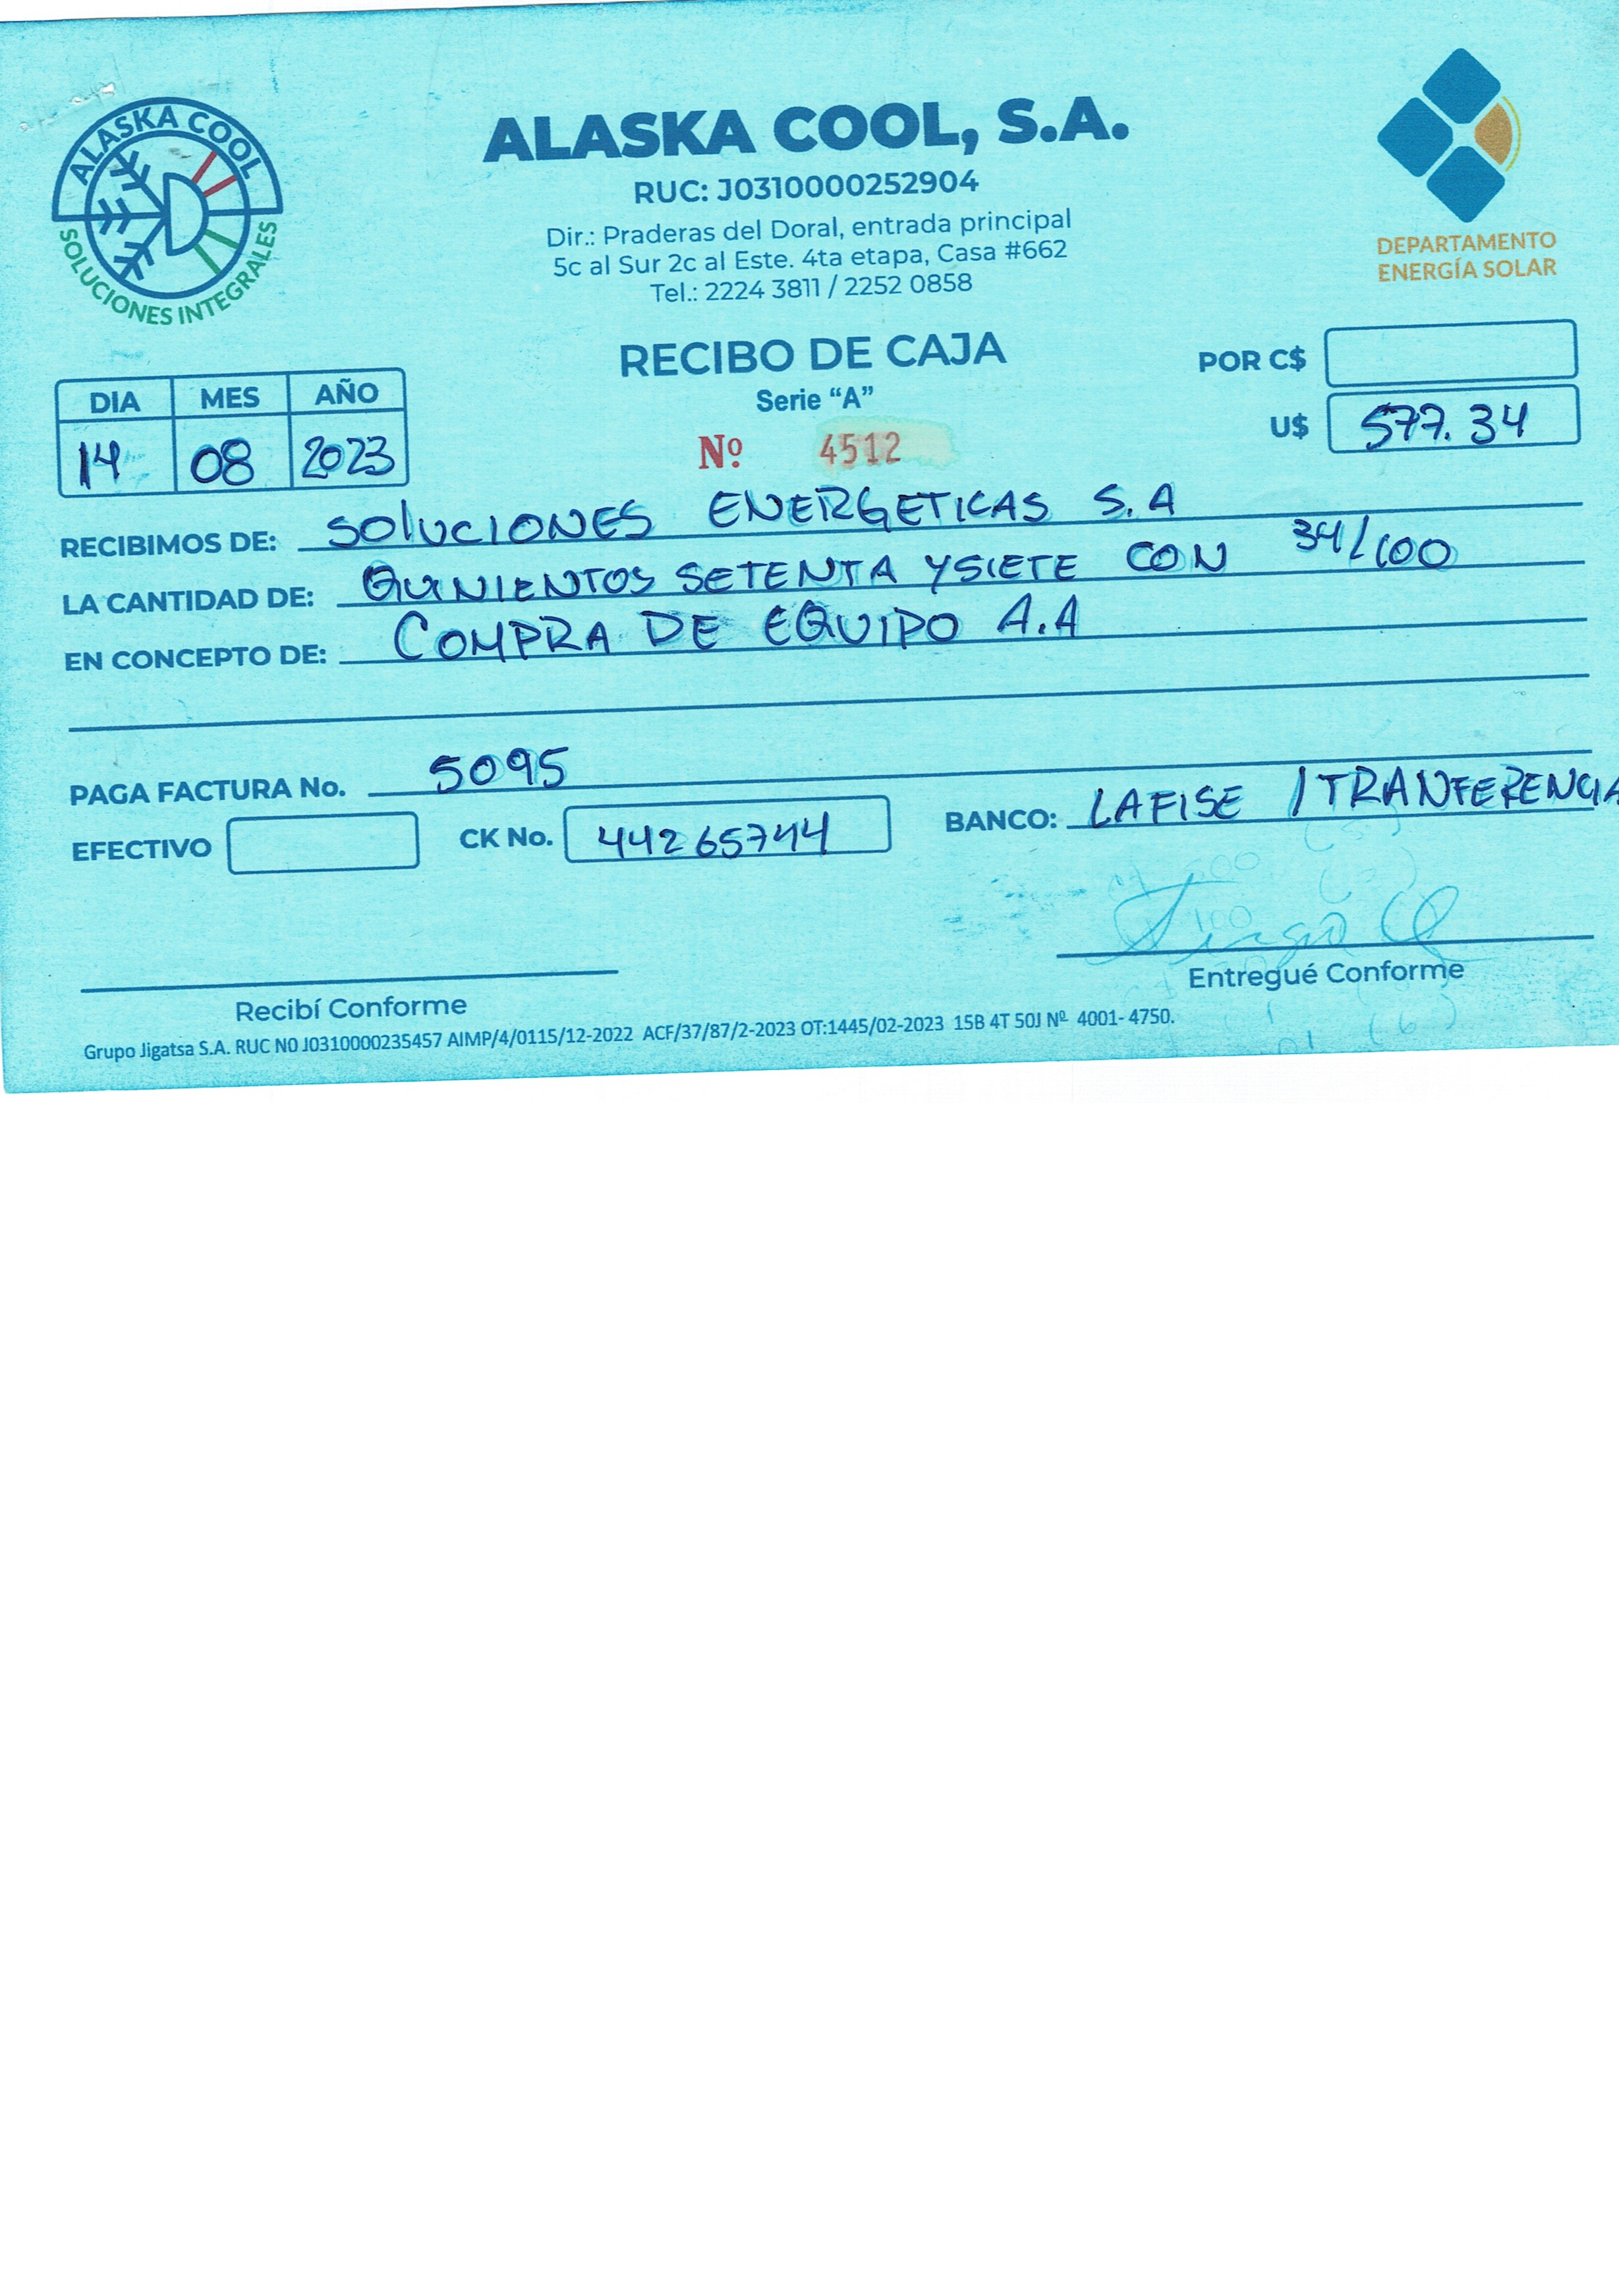 ALASKA COOL
SOLUCIONES INTEGRALES
ALASKA COOL, S.A.
RUC: J0310000252904
Dir.: Praderas del Doral, entrada principal
5c al Sur 2c al Este. 4ta etapa, Casa #662
Tel.: 2224 3811 / 2252 0858
DEPARTAMENTO
ENERGÍA SOLAR
RECIBO DE CAJA
Serie "A"
Nº 4512
POR C$
U$ 577.34
DIA MES AÑO
14 08 2023
RECIBIMOS DE: SOLUCIONES ENERGETICAS S.A
LA CANTIDAD DE: QUINIENTOS SETENTA Y SIETE CON 34/100
EN CONCEPTO DE: COMPRA DE EQUIPO A.A
PAGA FACTURA No. 5095
EFECTIVO CK No. 44265744 BANCO: LAFISE / TRANFERENCIA
Recibí Conforme
Entregué Conforme
Grupo Jigatsa S.A. RUC N0 J0310000235457 AIMP/4/0115/12-2022 ACF/37/87/2-2023 OT:1445/02-2023 15B 4T 50J Nº 4001- 4750.